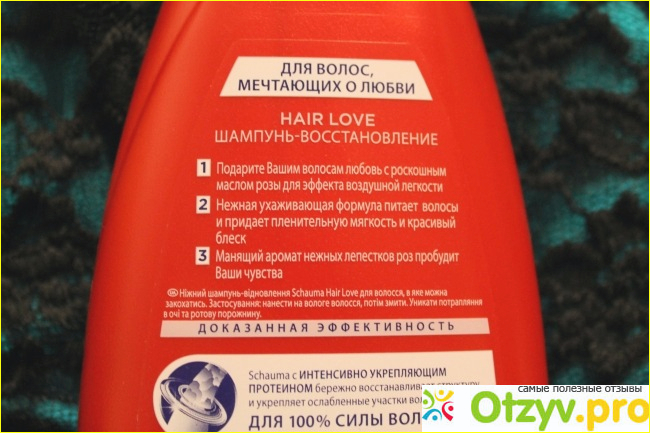 ДЛЯ ВОЛОС,
МЕЧТАЮЩИХ О ЛЮБВИ
HAIR LOVE
ШАМПУНЬ-ВОССТАНОВЛЕНИЕ
1 Подарите Вашим волосам любовь с роскошным
маслом розы для эффекта воздушной легкости
2 Нежная ухаживающая формула питает волосы
и придает пленительную мягкость и красивый
блеск
3 Манящий аромат нежных лепестков роз пробудит
Ваши чувства
Ніжний шампунь-відновлення Schauma Hair Love для волосся, в яке можна
закохатись. Застосування: нанести на вологе волосся, потім змити. Уникати потрапляння
в очі та ротову порожнину.
ДОКАЗАННАЯ ЭФФЕКТИВНОСТЬ
Schauma с ИНТЕНСИВНО УКРЕПЛЯЮЩИМ
ПРОТЕИНОМ бережно восстанавливает структуру
и укрепляет ослабленные участки
ДЛЯ 100% СИЛЫ
самые полезные отзывы
Otzyv.pro